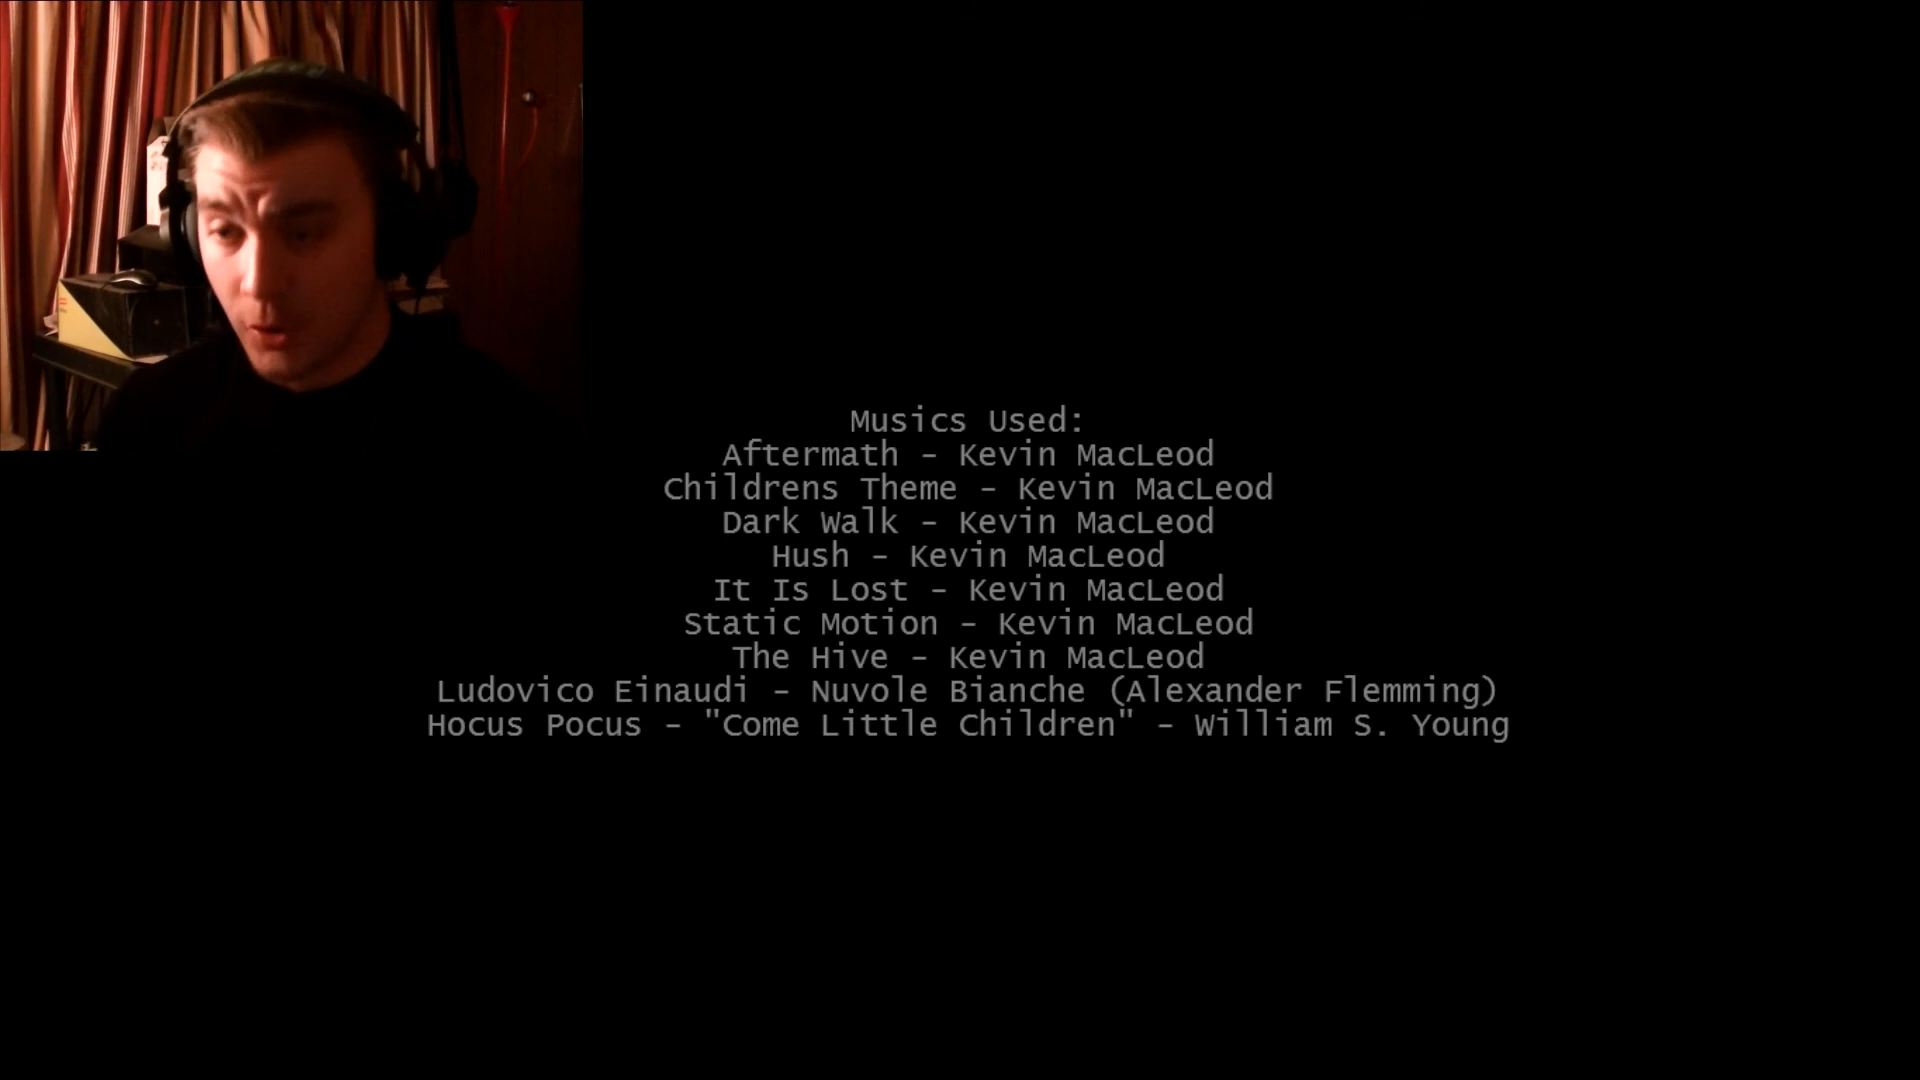 Musics Used:
Aftermath - Kevin MacLeod
Childrens Theme - Kevin MacLeod
Dark Walk - Kevin MacLeod
Hush - Kevin MacLeod
It Is Lost - Kevin MacLeod
Static Motion - Kevin MacLeod
The Hive - Kevin MacLeod
Ludovico Einaudi - Nuvole Bianche (Alexander Flemming)
Hocus Pocus - "Come Little Children" - William S. Young